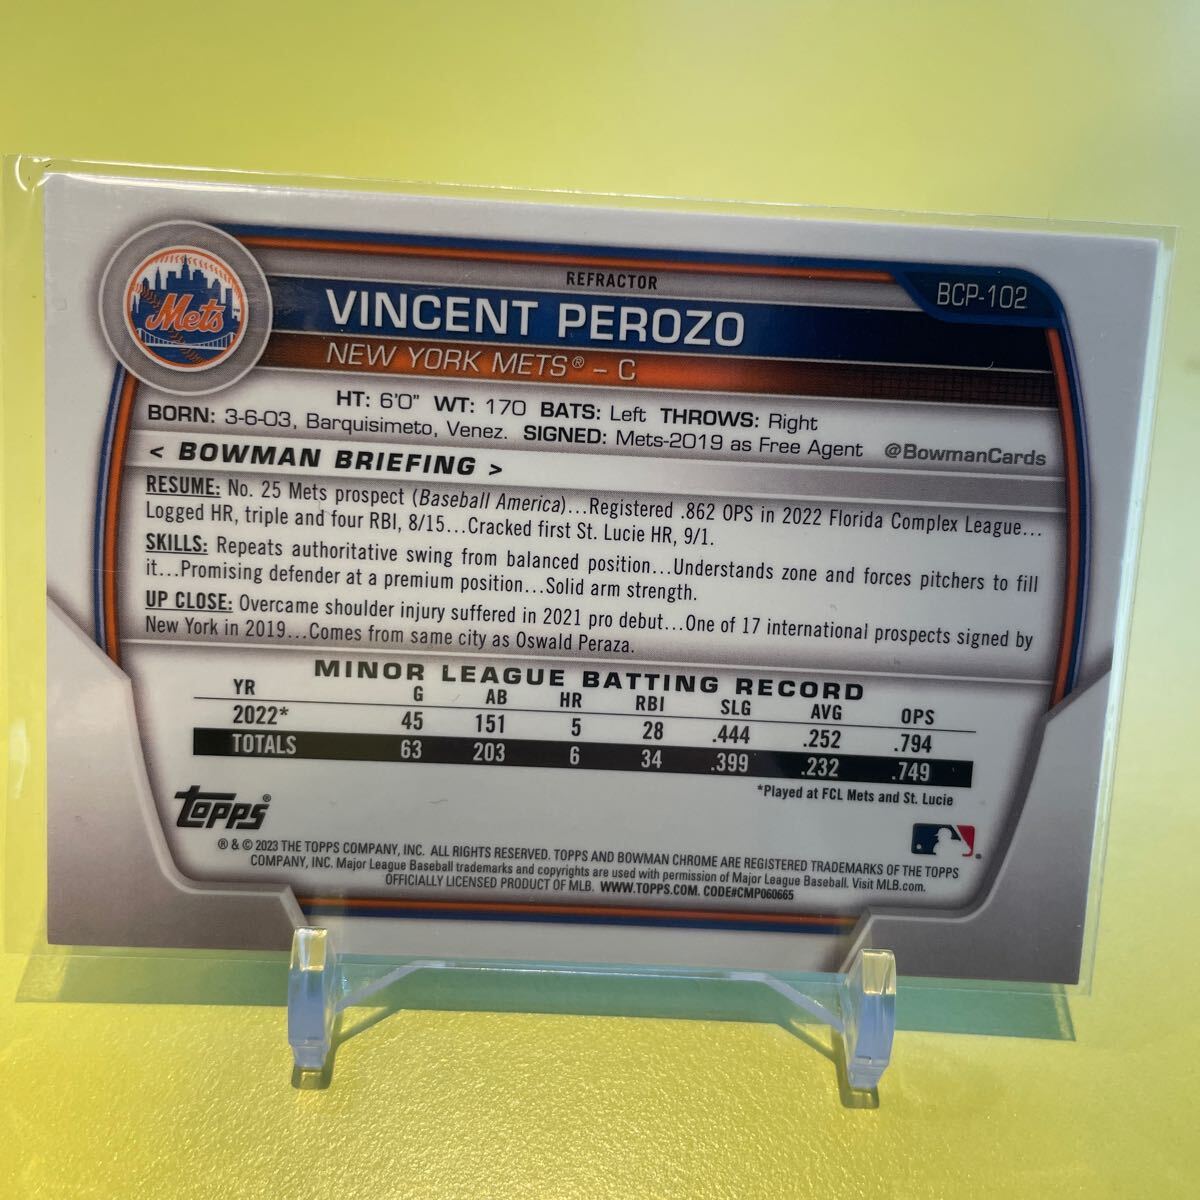 Mets
REFRACTOR
BCP-102
VINCENT PEROZO
NEW YORK METS® – C
HT: 6'0" WT: 170 BATS: Left THROWS: Right
BORN: 3-6-03, Barquisimeto, Venez. SIGNED: Mets-2019 as Free Agent @BowmanCards
< BOWMAN BRIEFING >
RESUME: No. 25 Mets prospect (Baseball America)...Registered .862 OPS in 2022 Florida Complex League...
Logged HR, triple and four RBI, 8/15...Cracked first St. Lucie HR, 9/1.
SKILLS: Repeats authoritative swing from balanced position...Understands zone and forces pitchers to fill
it...Promising defender at a premium position...Solid arm strength.
UP CLOSE: Overcame shoulder injury suffered in 2021 pro debut...One of 17 international prospects signed by
New York in 2019...Comes from same city as Oswald Peraza.
MINOR LEAGUE BATTING RECORD
YR G AB HR RBI SLG AVG OPS
2022* 45 151 5 28 .444 .252 .794
TOTALS 63 203 6 34 .399 .232 .749
*Played at FCL Mets and St. Lucie
topps®
® & © 2023 THE TOPPS COMPANY, INC. ALL RIGHTS RESERVED. TOPPS AND BOWMAN CHROME ARE REGISTERED TRADEMARKS OF THE TOPPS
COMPANY, INC. Major League Baseball trademarks and copyrights are used with permission of Major League Baseball. Visit MLB.com.
OFFICIALLY LICENSED PRODUCT OF MLB. WWW.TOPPS.COM. CODE#CMP060665